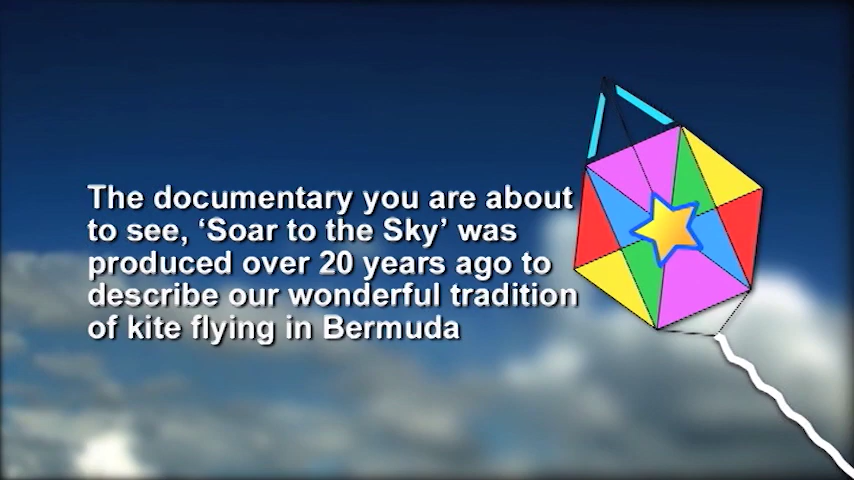 The documentary you are about
to see, ‘Soar to the Sky’ was
produced over 20 years ago to
describe our wonderful tradition
of kite flying in Bermuda